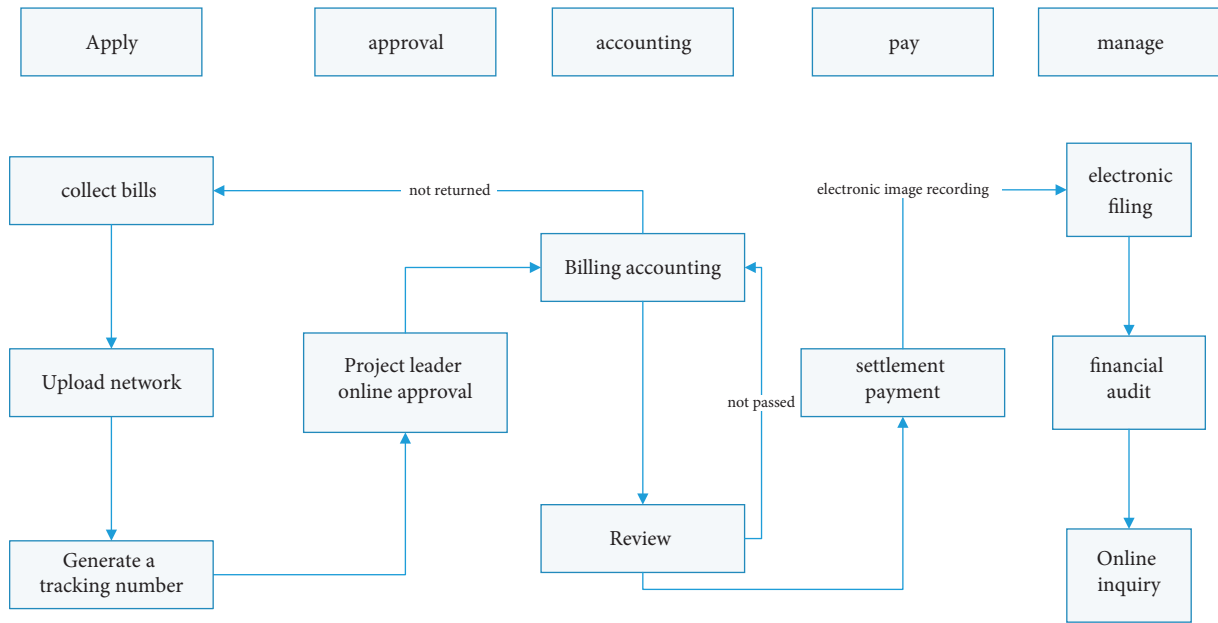 Apply
approval
accounting
pay
manage
collect bills
not returned
electronic image recording
electronic
filing
Billing accounting
Upload network
Project leader
online approval
not passed
settlement
payment
financial
audit
Generate a
tracking number
Review
Online
inquiry